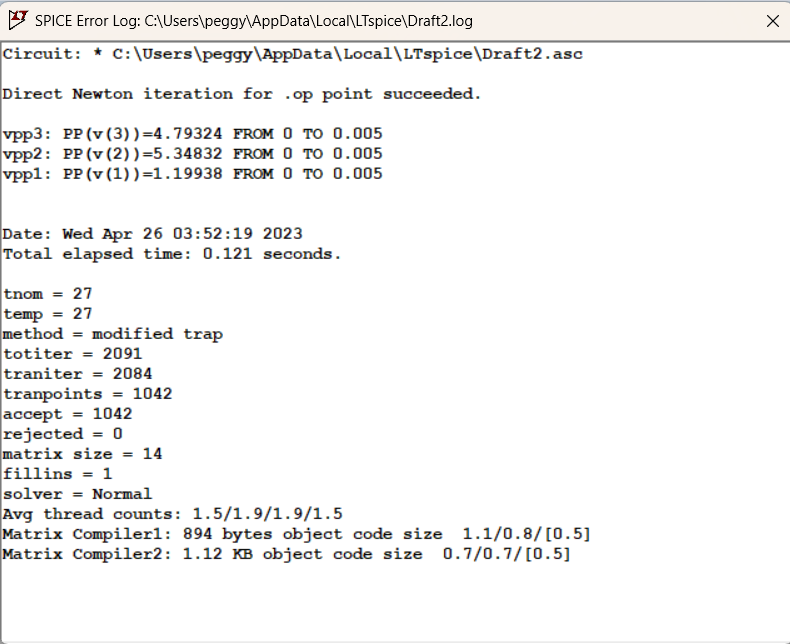 SPICE Error Log: C:\Users\peggy\AppData\Local\LTspice\Draft2.log
Circuit: * C:\Users\peggy\AppData\Local\LTspice\Draft2.asc
Direct Newton iteration for .op point succeeded.
vpp3: PP(v(3))=4.79324 FROM 0 TO 0.005
vpp2: PP(v(2))=5.34832 FROM 0 TO 0.005
vpp1: PP(v(1))=1.19938 FROM 0 TO 0.005
Date: Wed Apr 26 03:52:19 2023
Total elapsed time: 0.121 seconds.
tnom = 27
temp = 27
method = modified trap
totiter = 2091
traniter = 2084
tranpoints = 1042
accept = 1042
rejected = 0
matrix size = 14
fillins = 1
solver = Normal
Avg thread counts: 1.5/1.9/1.9/1.5
Matrix Compiler1: 894 bytes object code size  1.1/0.8/[0.5]
Matrix Compiler2: 1.12 KB object code size  0.7/0.7/[0.5]